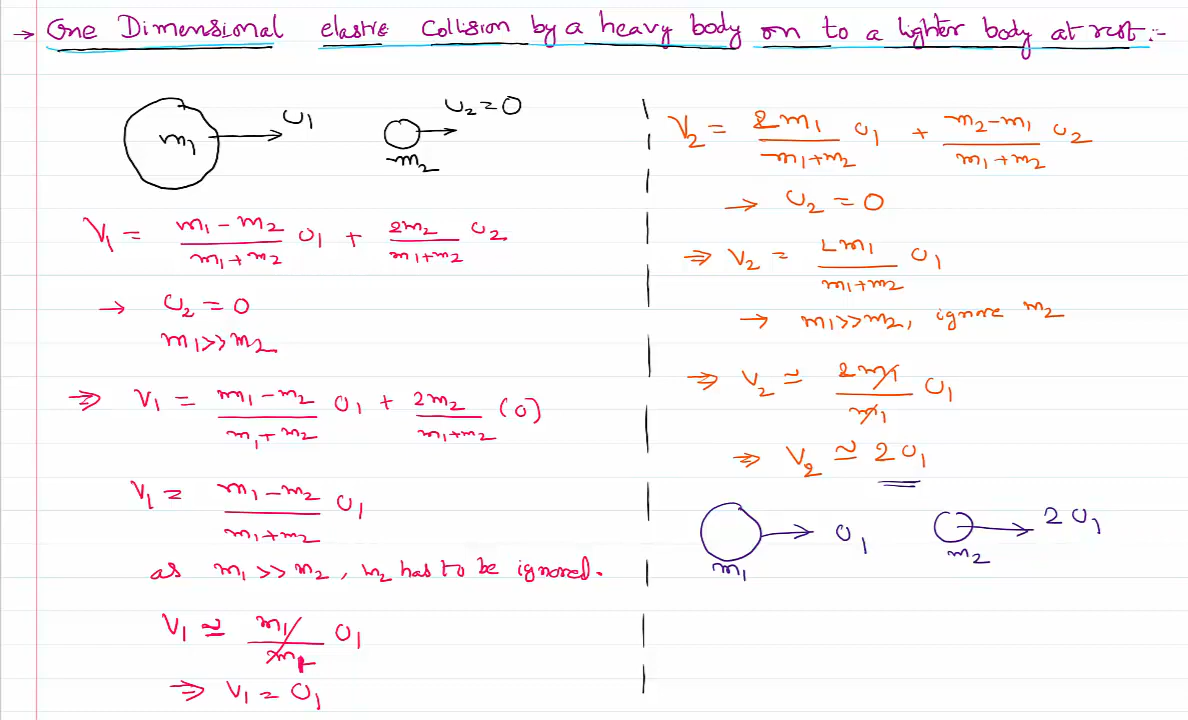 → One Dimensional elastic Collision by a heavy body on to a lighter body at rest :-
m₁ → U₁
U₂ = 0
m₂
V₁ = (m₁ - m₂)/(m₁ + m₂) U₁ + 2m₂/(m₁+m₂) U₂
→ U₂ = 0
m₁ >> m₂
⇒ V₁ = (m₁ - m₂)/(m₁ + m₂) U₁ + 2m₂/(m₁+m₂) (0)
V₁ = (m₁ - m₂)/(m₁+m₂) U₁
as m₁ >> m₂, m₂ has to be ignored.
V₁ ≃ m₁/m₁ U₁
⇒ V₁ = U₁
V₂ = 2m₁/(m₁+m₂) U₁ + (m₂-m₁)/(m₁+m₂) U₂
→ U₂ = 0
⇒ V₂ = 2m₁/(m₁+m₂) U₁
→ m₁>>m₂, ignore m₂
⇒ V₂ ≃ 2m₁/m₁ U₁
⇒ V₂ ≃ 2U₁
→ U₁
m₁
→ 2U₁
m₂